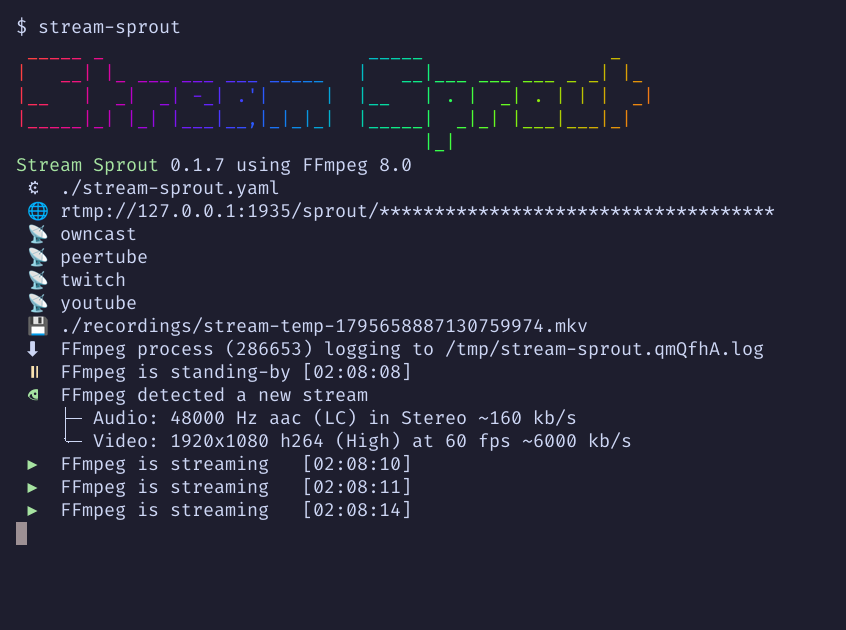 $ stream-sprout
Stream Sprout
Stream Sprout 0.1.7 using FFmpeg 8.0
⚙ ./stream-sprout.yaml
🌐 rtmp://127.0.0.1:1935/sprout/************************************
📡 owncast
📡 peertube
📡 twitch
📡 youtube
💾 ./recordings/stream-temp-1795658887130759974.mkv
⬇ FFmpeg process (286653) logging to /tmp/stream-sprout.qmQfhA.log
⏸ FFmpeg is standing-by [02:08:08]
👁 FFmpeg detected a new stream
├─ Audio: 48000 Hz aac (LC) in Stereo ~160 kb/s
└─ Video: 1920x1080 h264 (High) at 60 fps ~6000 kb/s
▶ FFmpeg is streaming   [02:08:10]
▶ FFmpeg is streaming   [02:08:11]
▶ FFmpeg is streaming   [02:08:14]